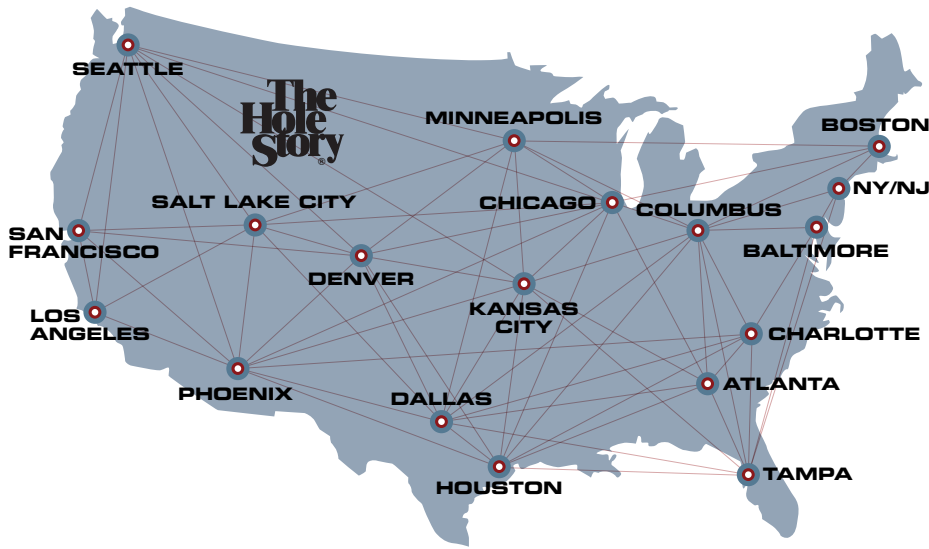 SEATTLE
The
Hole
Story®
MINNEAPOLIS
BOSTON
SALT LAKE CITY
CHICAGO
COLUMBUS
NY/NJ
SAN
FRANCISCO
DENVER
BALTIMORE
KANSAS
CITY
LOS
ANGELES
CHARLOTTE
PHOENIX
DALLAS
ATLANTA
HOUSTON
TAMPA